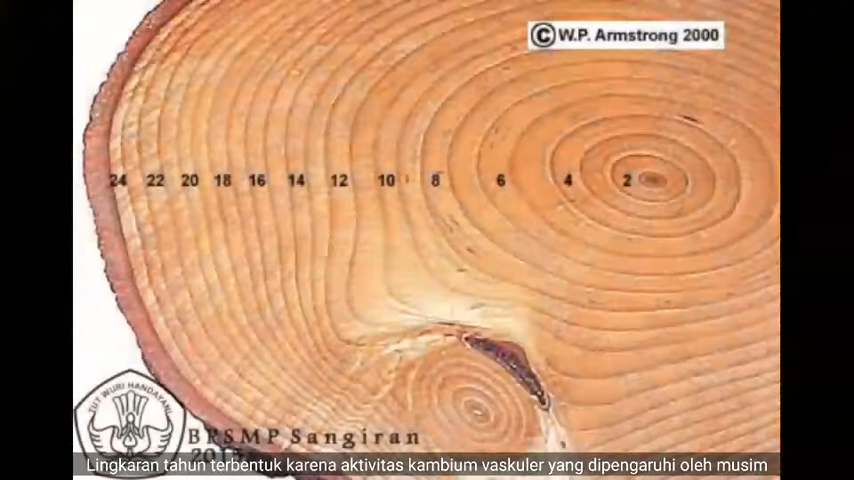 © W.P. Armstrong 2000
24 22 20 18 16 14 12 10 8 6 4 2
TUT WURI HANDAYANI
BPSMP Sangiran
Lingkaran tahun terbentuk karena aktivitas kambium vaskuler yang dipengaruhi oleh musim